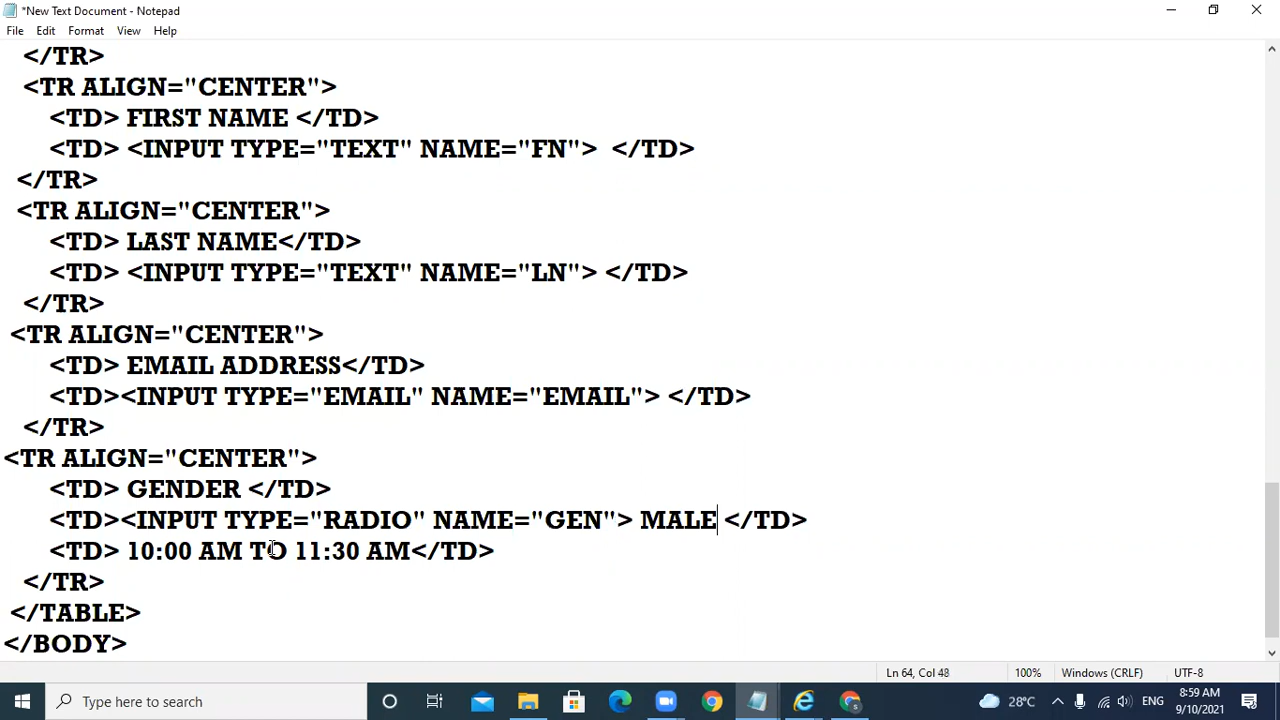 *New Text Document - Notepad
File Edit Format View Help
</TR>
<TR ALIGN="CENTER">
<TD> FIRST NAME </TD>
<TD> <INPUT TYPE="TEXT" NAME="FN"> </TD>
</TR>
<TR ALIGN="CENTER">
<TD> LAST NAME</TD>
<TD> <INPUT TYPE="TEXT" NAME="LN"> </TD>
</TR>
<TR ALIGN="CENTER">
<TD> EMAIL ADDRESS</TD>
<TD><INPUT TYPE="EMAIL" NAME="EMAIL"> </TD>
</TR>
<TR ALIGN="CENTER">
<TD> GENDER </TD>
<TD><INPUT TYPE="RADIO" NAME="GEN"> MALE </TD>
<TD> 10:00 AM TO 11:30 AM</TD>
</TR>
</TABLE>
</BODY>
Ln 64, Col 48 100% Windows (CRLF) UTF-8
Type here to search 28°C ENG 8:59 AM
9/10/2021